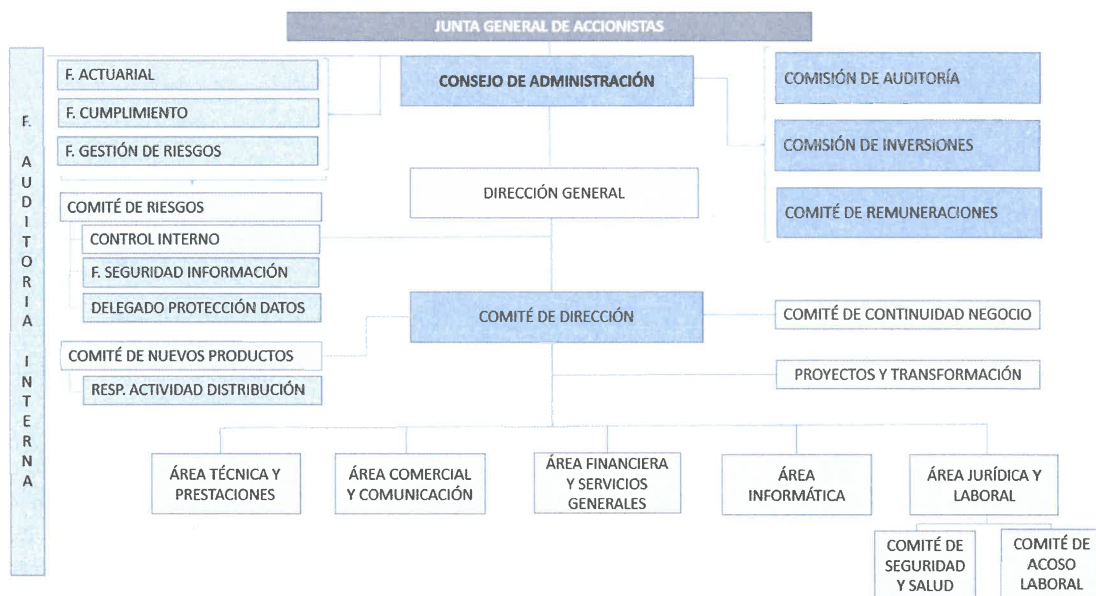 JUNTA GENERAL DE ACCIONISTAS
F. AUDITORIA INTERNA
F. ACTUARIAL
F. CUMPLIMIENTO
F. GESTIÓN DE RIESGOS
CONSEJO DE ADMINISTRACIÓN
COMISIÓN DE AUDITORÍA
COMISIÓN DE INVERSIONES
COMITÉ DE REMUNERACIONES
DIRECCIÓN GENERAL
COMITÉ DE RIESGOS
CONTROL INTERNO
F. SEGURIDAD INFORMACIÓN
DELEGADO PROTECCIÓN DATOS
COMITÉ DE DIRECCIÓN
COMITÉ DE CONTINUIDAD NEGOCIO
COMITÉ DE NUEVOS PRODUCTOS
RESP. ACTIVIDAD DISTRIBUCIÓN
PROYECTOS Y TRANSFORMACIÓN
ÁREA TÉCNICA Y
PRESTACIONES
ÁREA COMERCIAL
Y COMUNICACIÓN
ÁREA FINANCIERA
Y SERVICIOS
GENERALES
ÁREA
INFORMÁTICA
ÁREA JURÍDICA Y
LABORAL
COMITÉ DE
SEGURIDAD
Y SALUD
COMITÉ DE
ACOSO
LABORAL